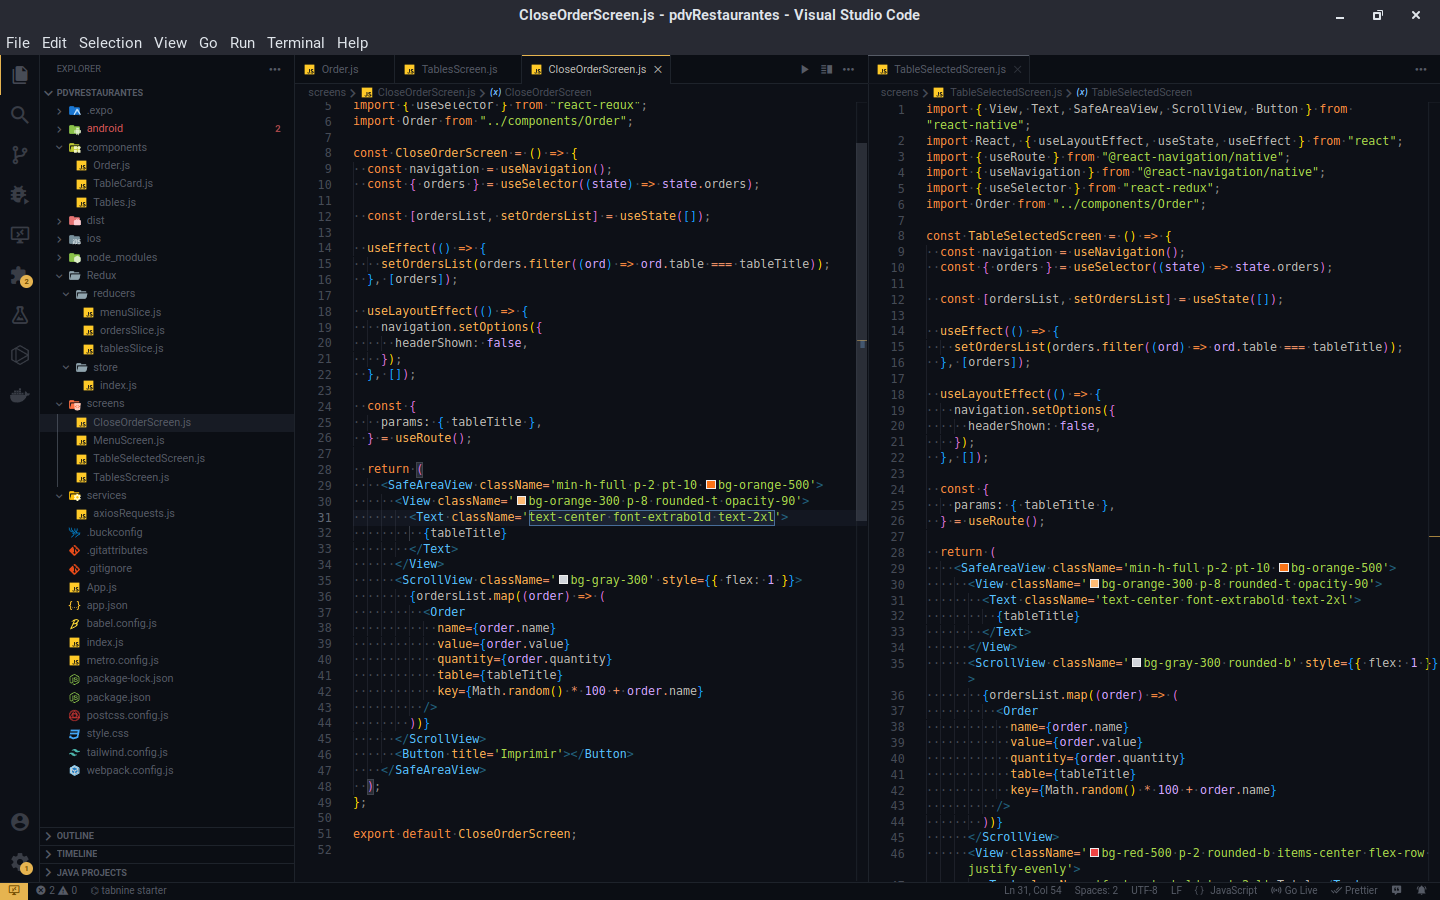 CloseOrderScreen.js - pdvRestaurantes - Visual Studio Code
File Edit Selection View Go Run Terminal Help
EXPLORER
PDVRESTAURANTES
.expo
android 2
components
Order.js
TableCard.js
Tables.js
dist
ios
node_modules
Redux
reducers
menuSlice.js
ordersSlice.js
tablesSlice.js
store
index.js
screens
CloseOrderScreen.js
MenuScreen.js
TableSelectedScreen.js
TablesScreen.js
services
axiosRequests.js
.buckconfig
.gitattributes
.gitignore
App.js
app.json
babel.config.js
index.js
metro.config.js
package-lock.json
package.json
postcss.config.js
style.css
tailwind.config.js
webpack.config.js
OUTLINE
TIMELINE
JAVA PROJECTS
2
1
Order.js TablesScreen.js CloseOrderScreen.js
screens > CloseOrderScreen.js > CloseOrderScreen
5 import { useSelector } from "react-redux";
6 import Order from "../components/Order";
7
8 const CloseOrderScreen = () => {
9 const navigation = useNavigation();
10 const { orders } = useSelector((state) => state.orders);
11
12 const [ordersList, setOrdersList] = useState([]);
13
14 useEffect(() => {
15 setOrdersList(orders.filter((ord) => ord.table === tableTitle));
16 }, [orders]);
17
18 useLayoutEffect(() => {
19 navigation.setOptions({
20 headerShown: false,
21 });
22 }, []);
23
24 const {
25 params: { tableTitle },
26 } = useRoute();
27
28 return (
29 <SafeAreaView className='min-h-full p-2 pt-10 bg-orange-500'>
30 <View className='bg-orange-300 p-8 rounded-t opacity-90'>
31 <Text className='text-center font-extrabold text-2xl'>
32 {tableTitle}
33 </Text>
34 </View>
35 <ScrollView className='bg-gray-300' style={{ flex: 1 }}>
36 {ordersList.map((order) => (
37 <Order
38 name={order.name}
39 value={order.value}
40 quantity={order.quantity}
41 table={tableTitle}
42 key={Math.random() * 100 + order.name}
43 />
44 ))}
45 </ScrollView>
46 <Button title='Imprimir'></Button>
47 </SafeAreaView>
48 );
49 };
50
51 export default CloseOrderScreen;
52
TableSelectedScreen.js
screens > TableSelectedScreen.js > TableSelectedScreen
1 import { View, Text, SafeAreaView, ScrollView, Button } from
"react-native";
2 import React, { useLayoutEffect, useState, useEffect } from "react";
3 import { useRoute } from "@react-navigation/native";
4 import { useNavigation } from "@react-navigation/native";
5 import { useSelector } from "react-redux";
6 import Order from "../components/Order";
7
8 const TableSelectedScreen = () => {
9 const navigation = useNavigation();
10 const { orders } = useSelector((state) => state.orders);
11
12 const [ordersList, setOrdersList] = useState([]);
13
14 useEffect(() => {
15 setOrdersList(orders.filter((ord) => ord.table === tableTitle));
16 }, [orders]);
17
18 useLayoutEffect(() => {
19 navigation.setOptions({
20 headerShown: false,
21 });
22 }, []);
23
24 const {
25 params: { tableTitle },
26 } = useRoute();
27
28 return (
29 <SafeAreaView className='min-h-full p-2 pt-10 bg-orange-500'>
30 <View className='bg-orange-300 p-8 rounded-t opacity-90'>
31 <Text className='text-center font-extrabold text-2xl'>
32 {tableTitle}
33 </Text>
34 </View>
35 <ScrollView className='bg-gray-300 rounded-b' style={{ flex: 1 }}
>
36 {ordersList.map((order) => (
37 <Order
38 name={order.name}
39 value={order.value}
40 quantity={order.quantity}
41 table={tableTitle}
42 key={Math.random() * 100 + order.name}
43 />
44 ))}
45 </ScrollView>
46 <View className='bg-red-500 p-2 rounded-b items-center flex-row
justify-evenly'>
2 0 tabnine starter Ln 31, Col 54 Spaces: 2 UTF-8 LF {} JavaScript Go Live Prettier